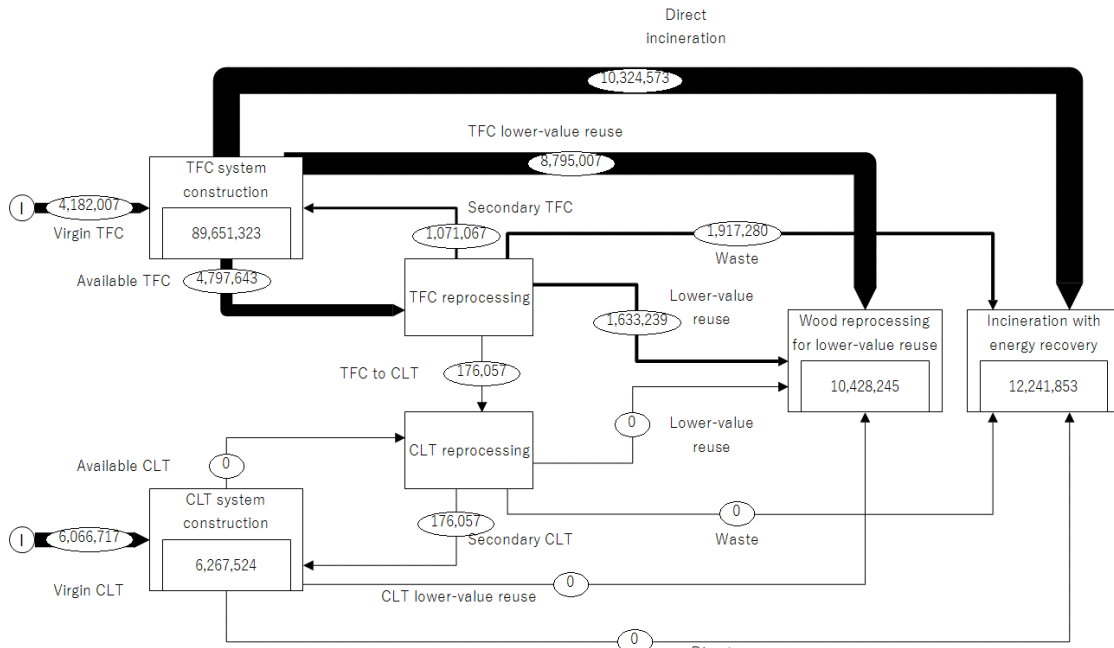 Direct
incineration
10,324,573
TFC lower-value reuse
8,795,007
TFC system
construction
89,651,323
I
4,182,007
Virgin TFC
Secondary TFC
1,071,067
1,917,280
Waste
Available TFC
4,797,643
TFC reprocessing
Lower-value
reuse
1,633,239
Wood reprocessing
for lower-value reuse
10,428,245
Incineration with
energy recovery
12,241,853
TFC to CLT
176,057
CLT reprocessing
0
Lower-value
reuse
Available CLT
0
CLT system
construction
6,267,524
I
6,066,717
Virgin CLT
176,057
Secondary CLT
0
Waste
CLT lower-value reuse
0
0